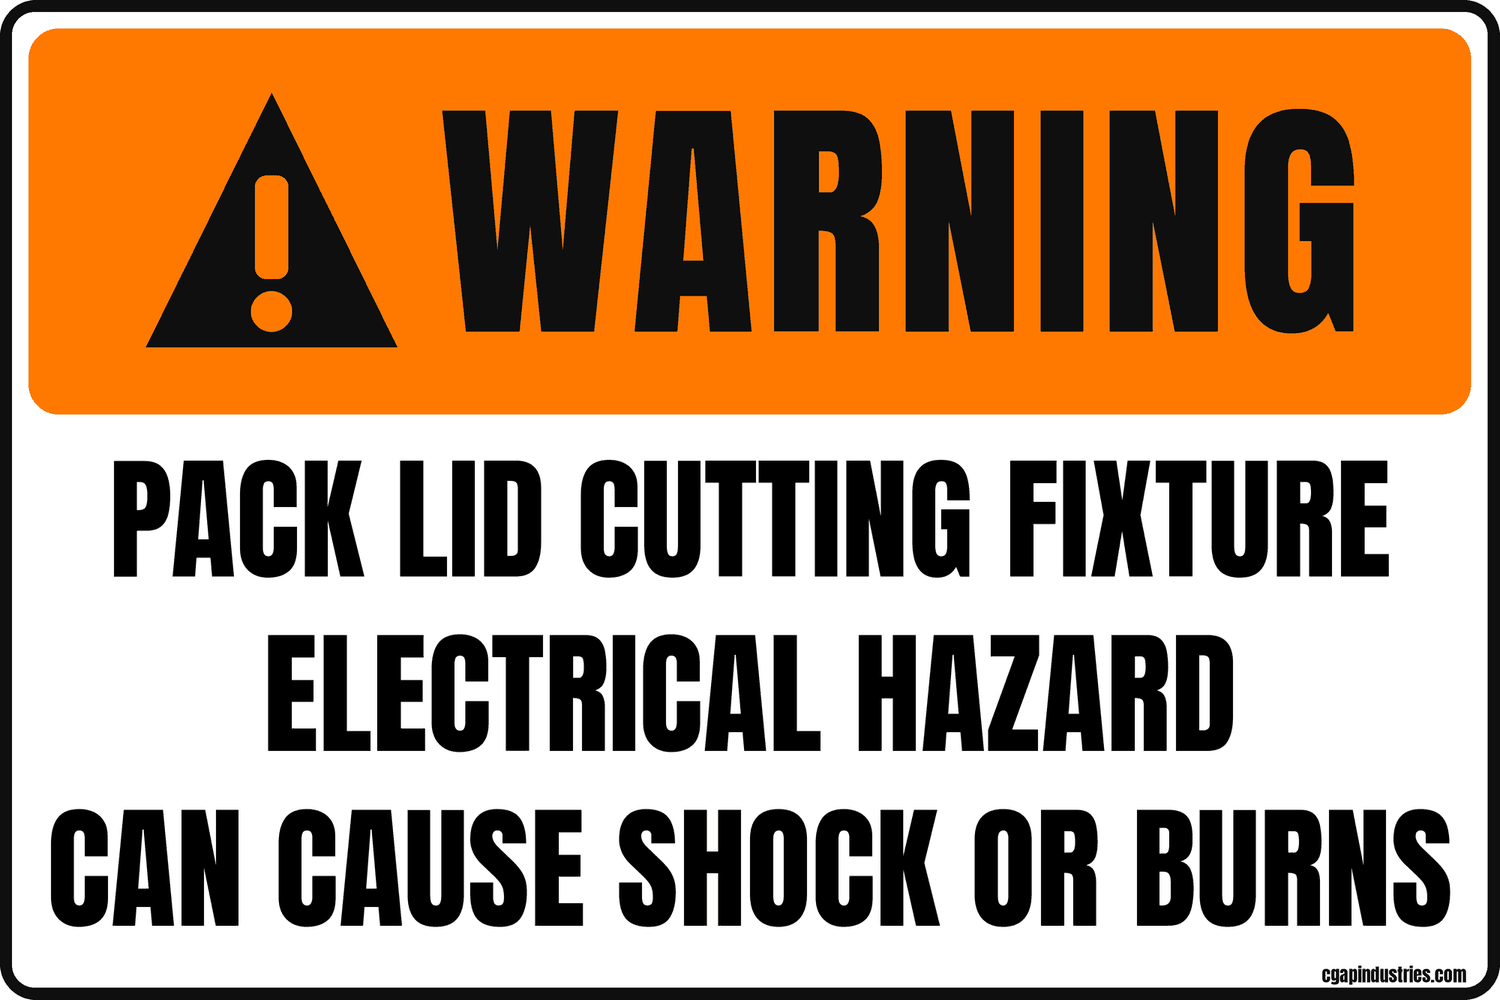 WARNING
PACK LID CUTTING FIXTURE
ELECTRICAL HAZARD
CAN CAUSE SHOCK OR BURNS
cgapindustries.com